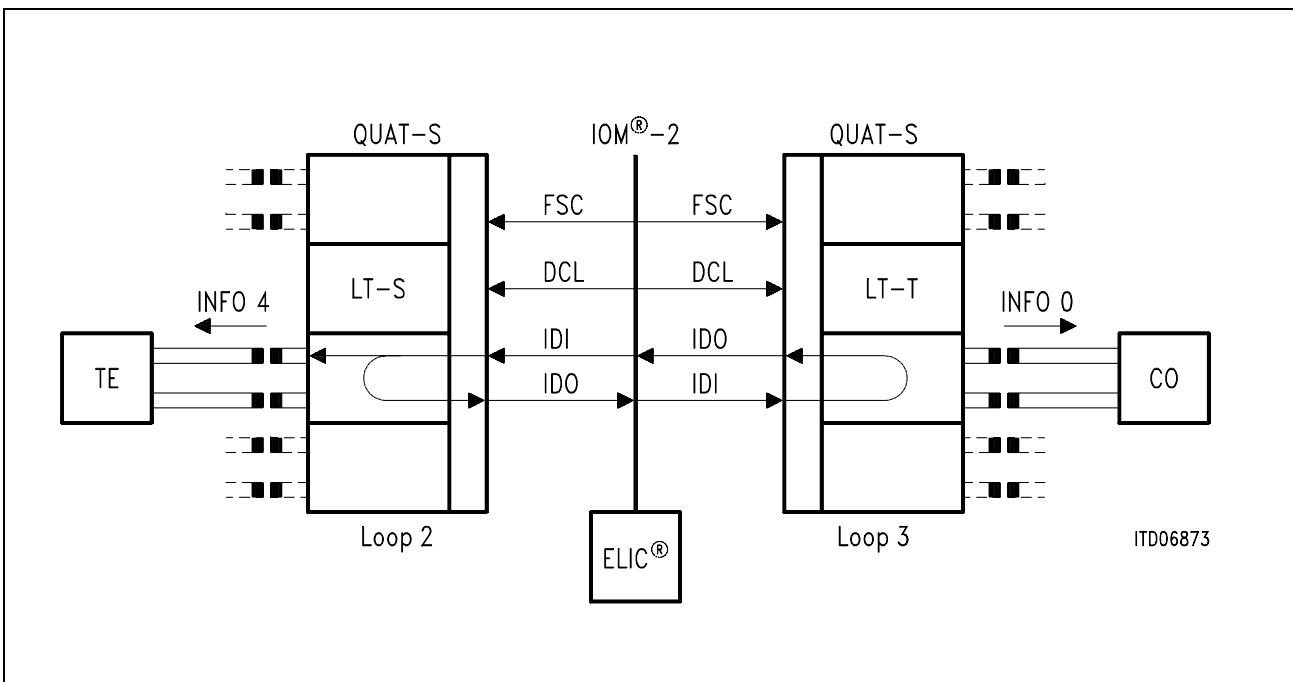 QUAT-S IOM®-2 QUAT-S
FSC FSC
DCL DCL
LT-S LT-T
INFO 4 INFO 0
IDI IDO
TE CO
IDO IDI
Loop 2 Loop 3
ITD06873
ELIC®